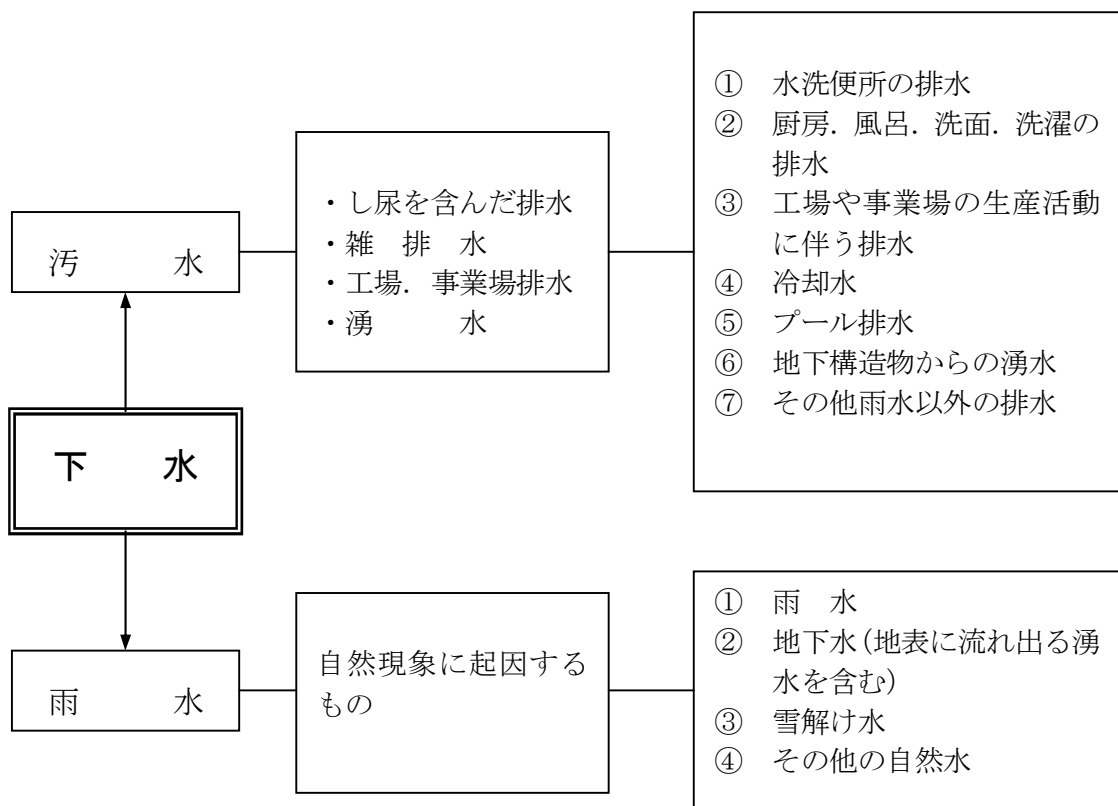 汚　水
・し尿を含んだ排水
・雑　排　水
・工場．事業場排水
・湧　水
① 水洗便所の排水
② 厨房．風呂．洗面．洗濯の
排水
③ 工場や事業場の生産活動
に伴う排水
④ 冷却水
⑤ プール排水
⑥ 地下構造物からの湧水
⑦ その他雨水以外の排水
下　水
雨　水
自然現象に起因する
もの
① 雨　水
② 地下水（地表に流れ出る湧
水を含む）
③ 雪解け水
④ その他の自然水